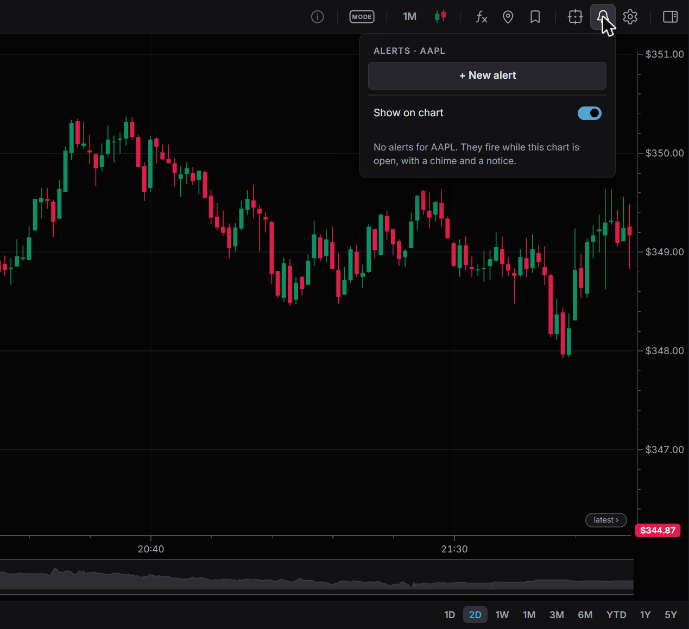 MODE
1M
fx
ALERTS · AAPL
+ New alert
Show on chart
No alerts for AAPL. They fire while this chart is
open, with a chime and a notice.
$351.00
$350.00
$349.00
$348.00
$347.00
latest ›
$344.87
20:40
21:30
1D
2D
1W
1M
3M
6M
YTD
1Y
5Y